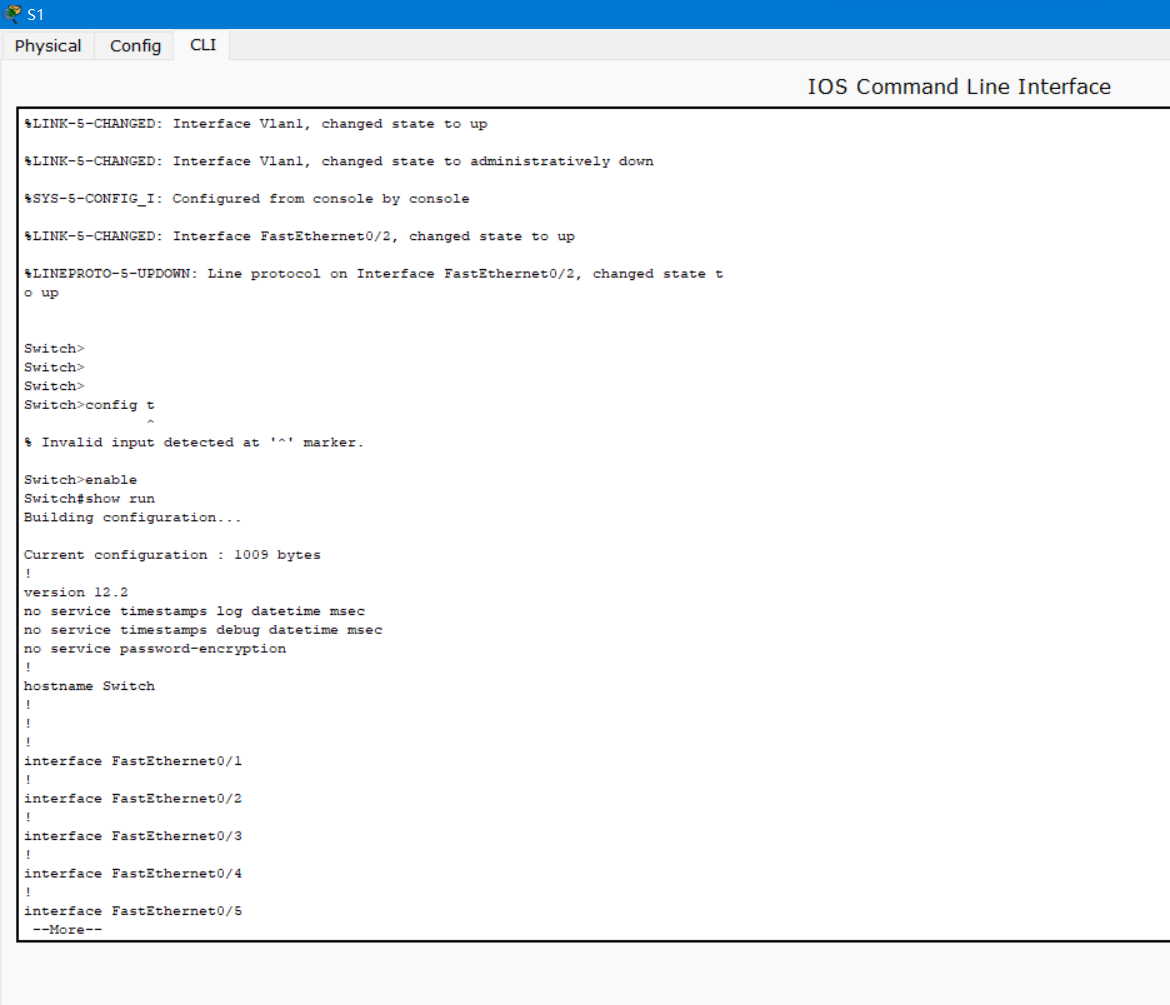 S1
Physical Config CLI
IOS Command Line Interface
%LINK-5-CHANGED: Interface Vlan1, changed state to up
%LINK-5-CHANGED: Interface Vlan1, changed state to administratively down
%SYS-5-CONFIG_I: Configured from console by console
%LINK-5-CHANGED: Interface FastEthernet0/2, changed state to up
%LINEPROTO-5-UPDOWN: Line protocol on Interface FastEthernet0/2, changed state t
o up
Switch>
Switch>
Switch>
Switch>config t
^
% Invalid input detected at '^' marker.
Switch>enable
Switch#show run
Building configuration...
Current configuration : 1009 bytes
!
version 12.2
no service timestamps log datetime msec
no service timestamps debug datetime msec
no service password-encryption
!
hostname Switch
!
!
!
interface FastEthernet0/1
!
interface FastEthernet0/2
!
interface FastEthernet0/3
!
interface FastEthernet0/4
!
interface FastEthernet0/5
--More--